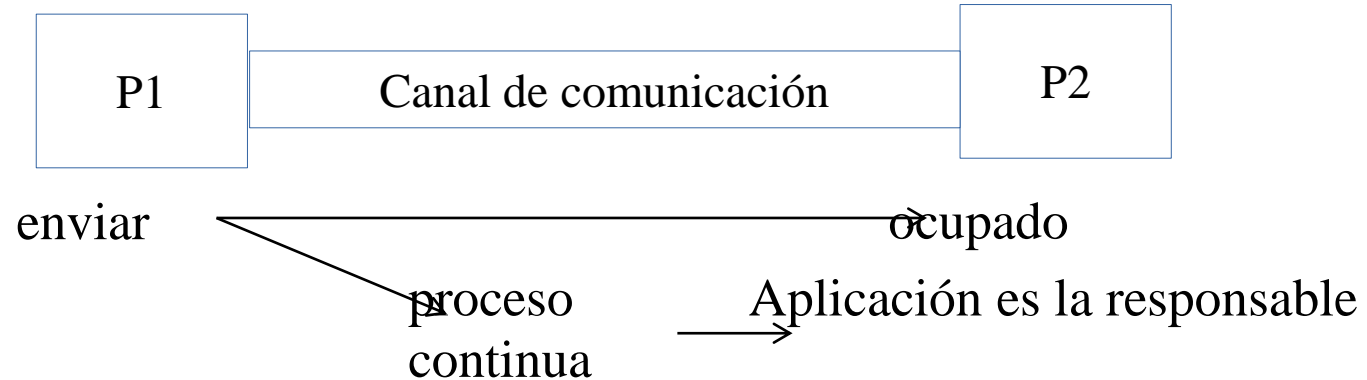 P1
Canal de comunicación
P2
enviar
ocupado
proceso
continua
Aplicación es la responsable